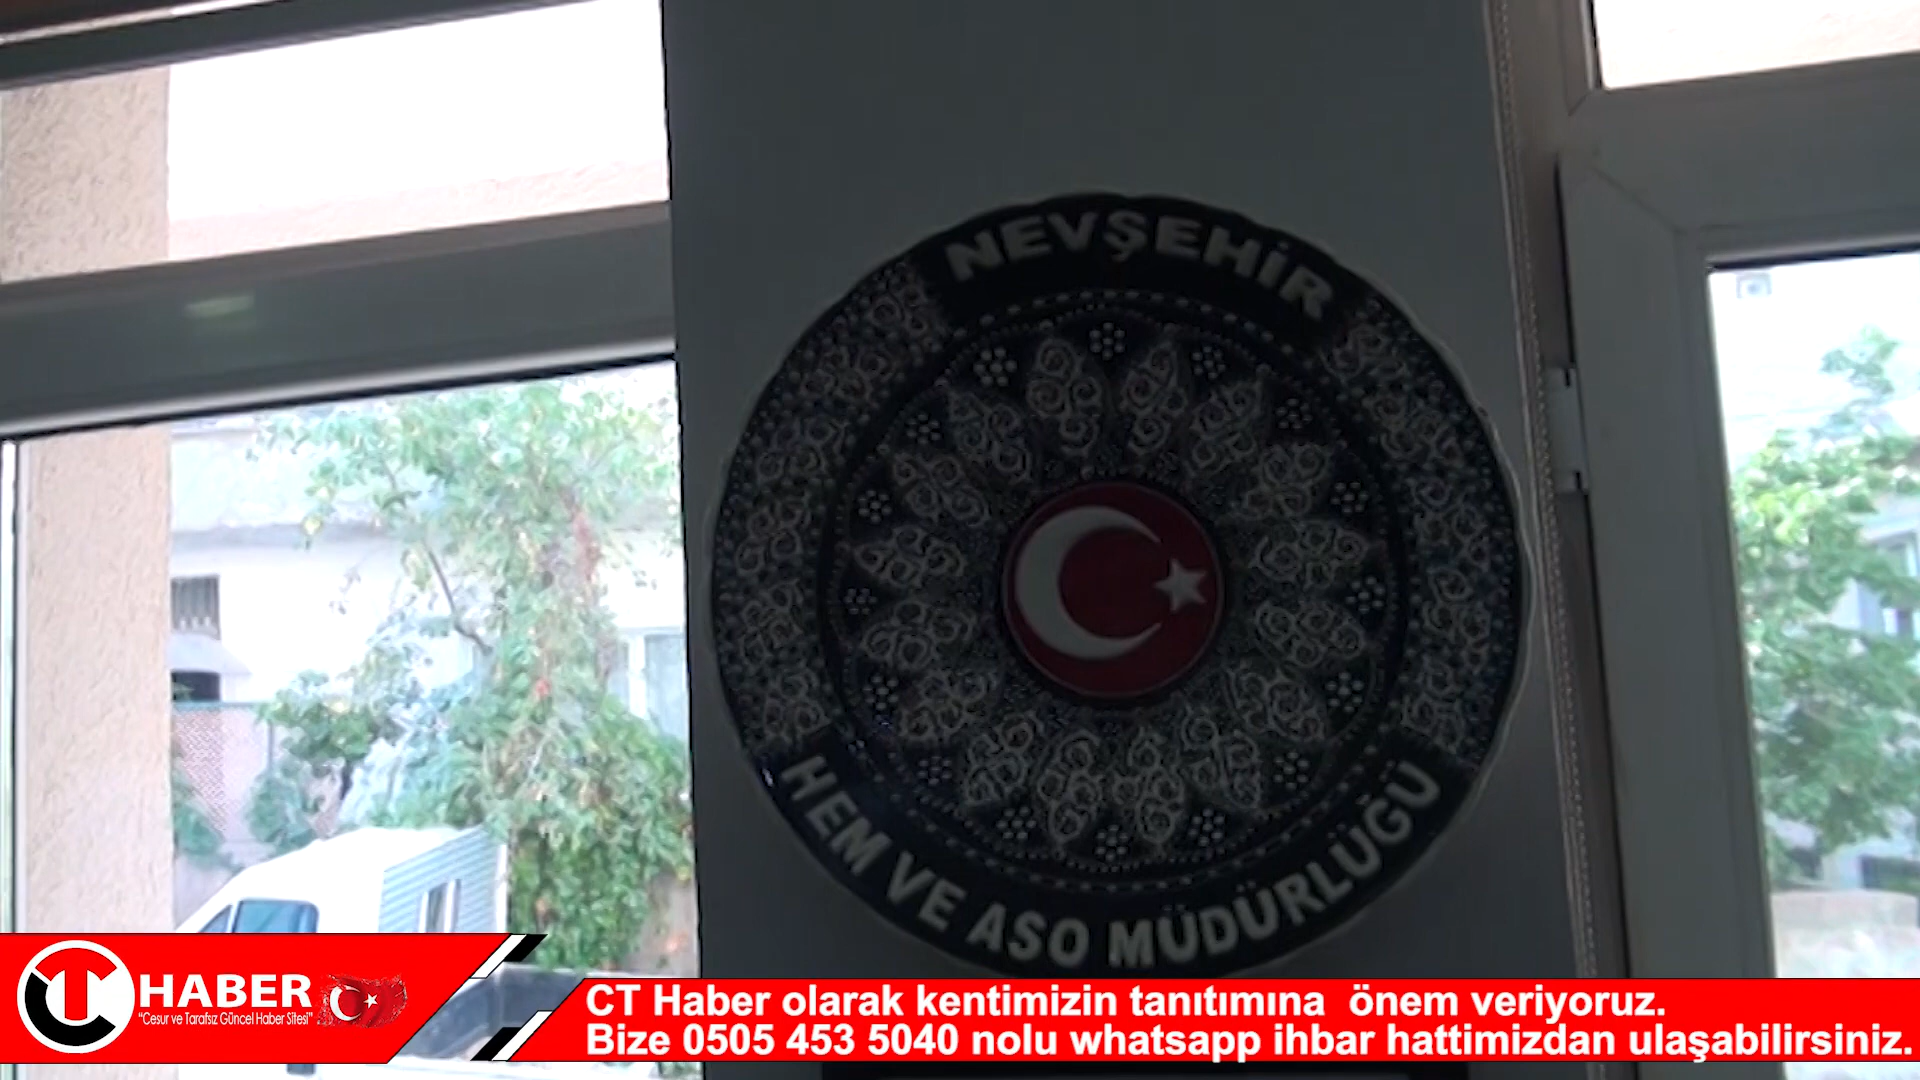 NEVŞEHİR
HEM VE ASO MÜDÜRLÜĞÜ
CT
HABER
"Cesur ve Tarafsız Güncel Haber Sitesi"
CT Haber olarak kentimizin tanıtımına önem veriyoruz.
Bize 0505 453 5040 nolu whatsapp ihbar hattimizdan ulaşabilirsiniz.